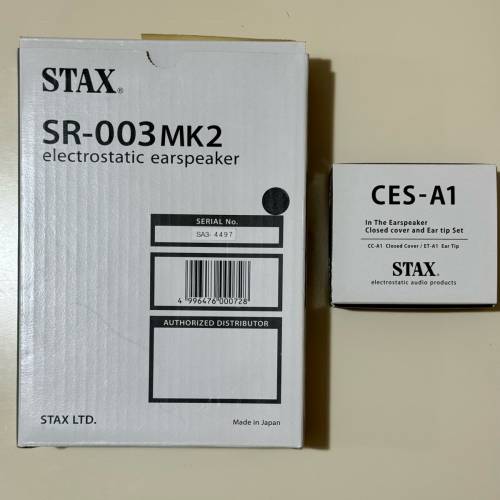 STAX®
SR-003MK2
electrostatic earspeaker
SERIAL No.
SA3- 4497
4 996476 000728
AUTHORIZED DISTRIBUTOR
STAX LTD.
Made in Japan
CES-A1
In The Earspeaker
Closed cover and Ear tip Set
CC-A1 Closed Cover / ET-A1 Ear Tip
STAX®
electrostatic audio products